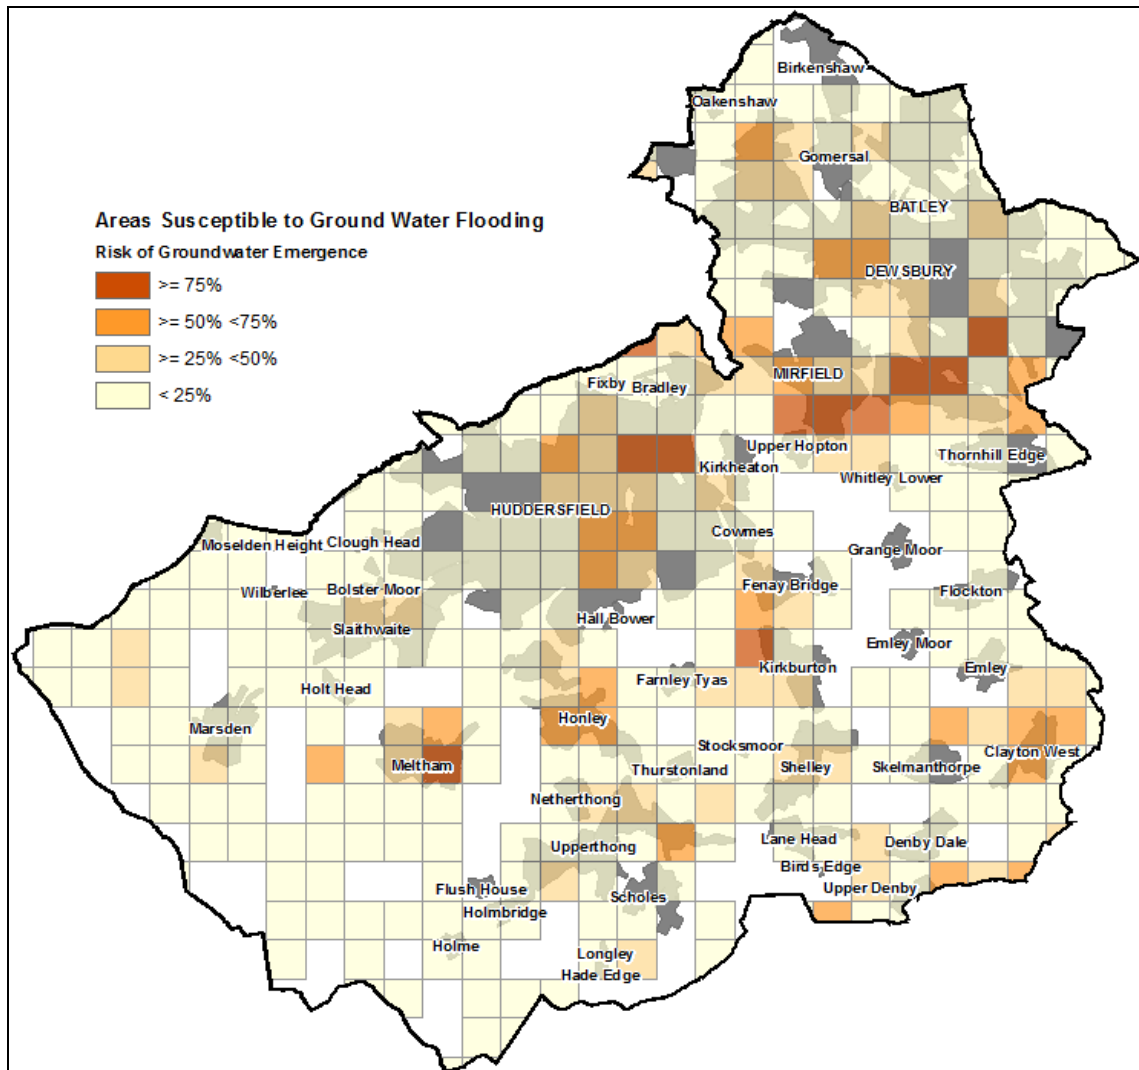 Birkenshaw
Oakenshaw
Gomersal
Areas Susceptible to Ground Water Flooding
Risk of Groundwater Emergence
>= 75%
>= 50% <75%
>= 25% <50%
< 25%
BATLEY
DEWSBURY
MIRFIELD
Fixby
Bradley
Upper Hopton
Thornhill Edge
Kirkheaton
Whitley Lower
HUDDERSFIELD
Cowmes
Moselden Height
Clough Head
Grange Moor
Wilberlee
Bolster Moor
Fenay Bridge
Flockton
Hall Bower
Slaithwaite
Emley Moor
Kirkburton
Emley
Holt Head
Farnley Tyas
Marsden
Honley
Stocksmoor
Clayton West
Meltham
Thurstonland
Shelley
Skelmanthorpe
Netherthong
Upperthong
Lane Head
Denby Dale
Birds Edge
Flush House
Scholes
Upper Denby
Holmbridge
Holme
Longley
Hade Edge